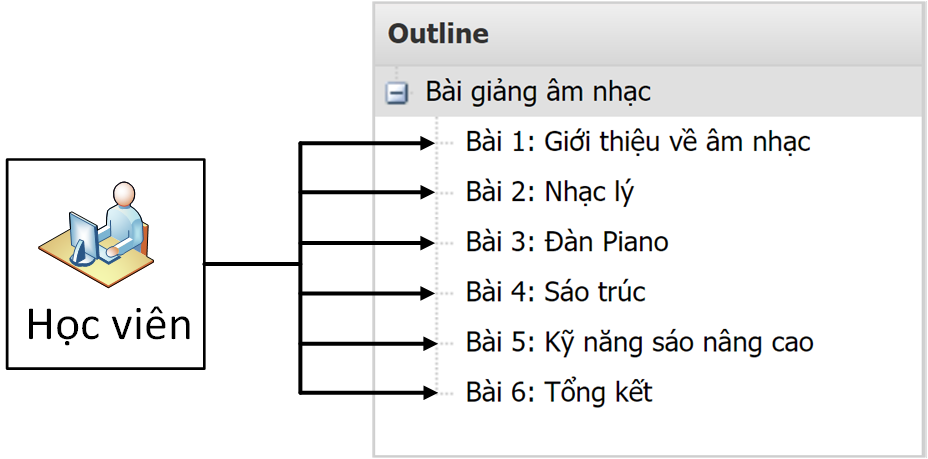 Outline
Bài giảng âm nhạc
Bài 1: Giới thiệu về âm nhạc
Bài 2: Nhạc lý
Bài 3: Đàn Piano
Bài 4: Sáo trúc
Bài 5: Kỹ năng sáo nâng cao
Bài 6: Tổng kết
Học viên